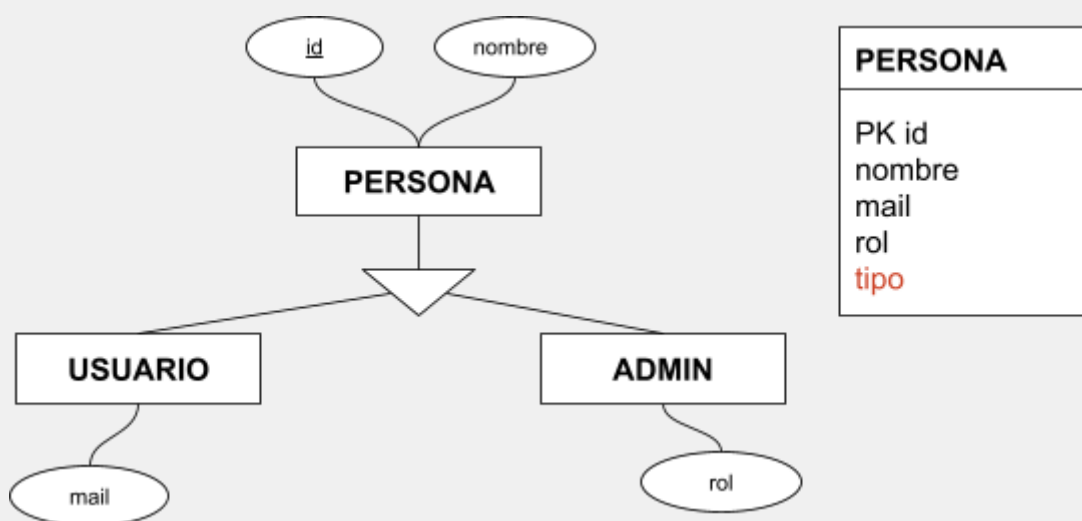 id
nombre
PERSONA
USUARIO
ADMIN
mail
rol
PERSONA
PK id
nombre
mail
rol
tipo